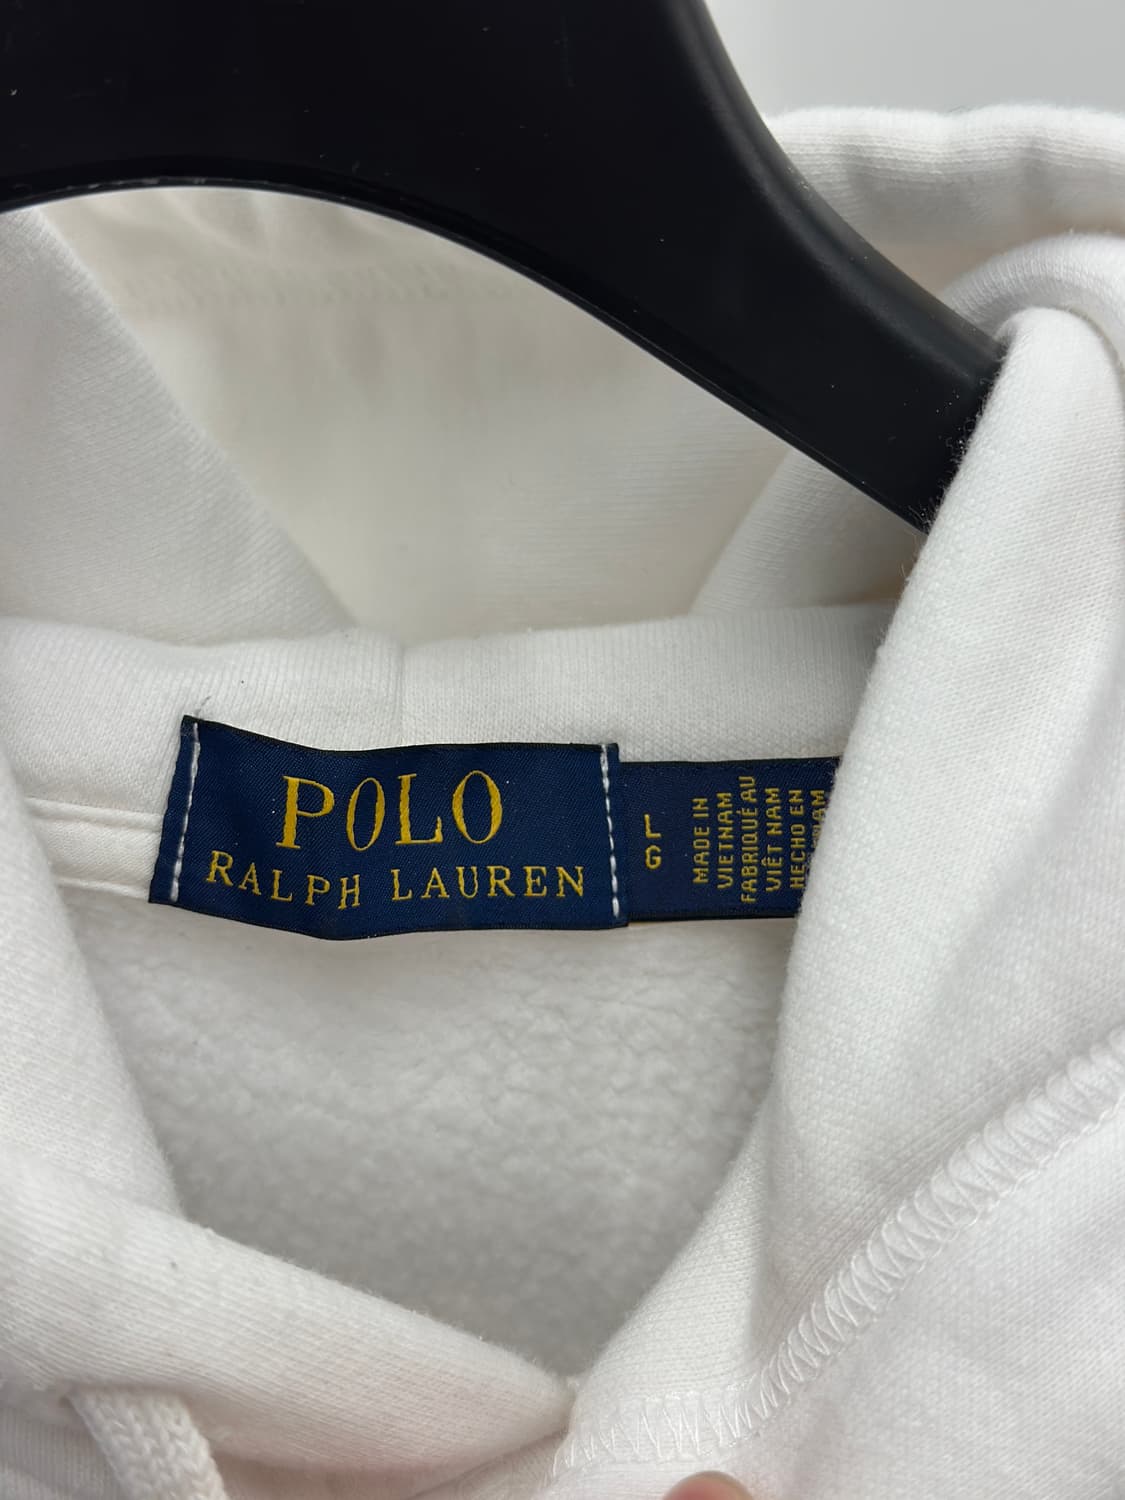 POLO
RALPH LAUREN
L
G
MADE IN
VIETNAM
FABRIQUÉ AU
VIÊT NAM
HECHO EN